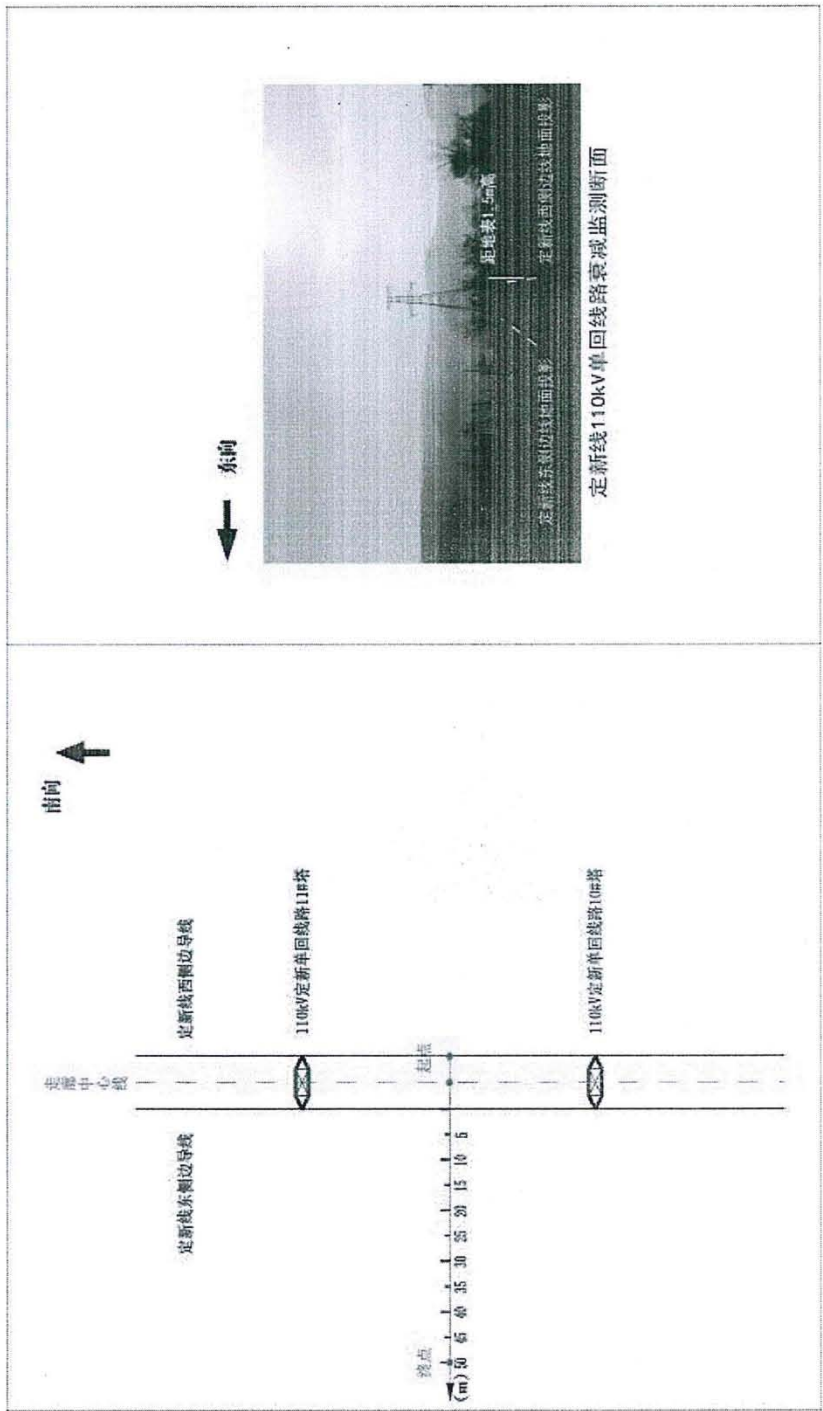 东向
距地表1.5m高
定新线东侧边线地面投影
定新线西侧边线地面投影
定新线110kV单回线路衰减监测断面
南向
走廊中心线
定新线东侧边导线
定新线西侧边导线
110kV定新单回线路11#塔
起点
终点
(m) 50 45 40 35 30 25 20 15 10 5
110kV定新单回线路10#塔